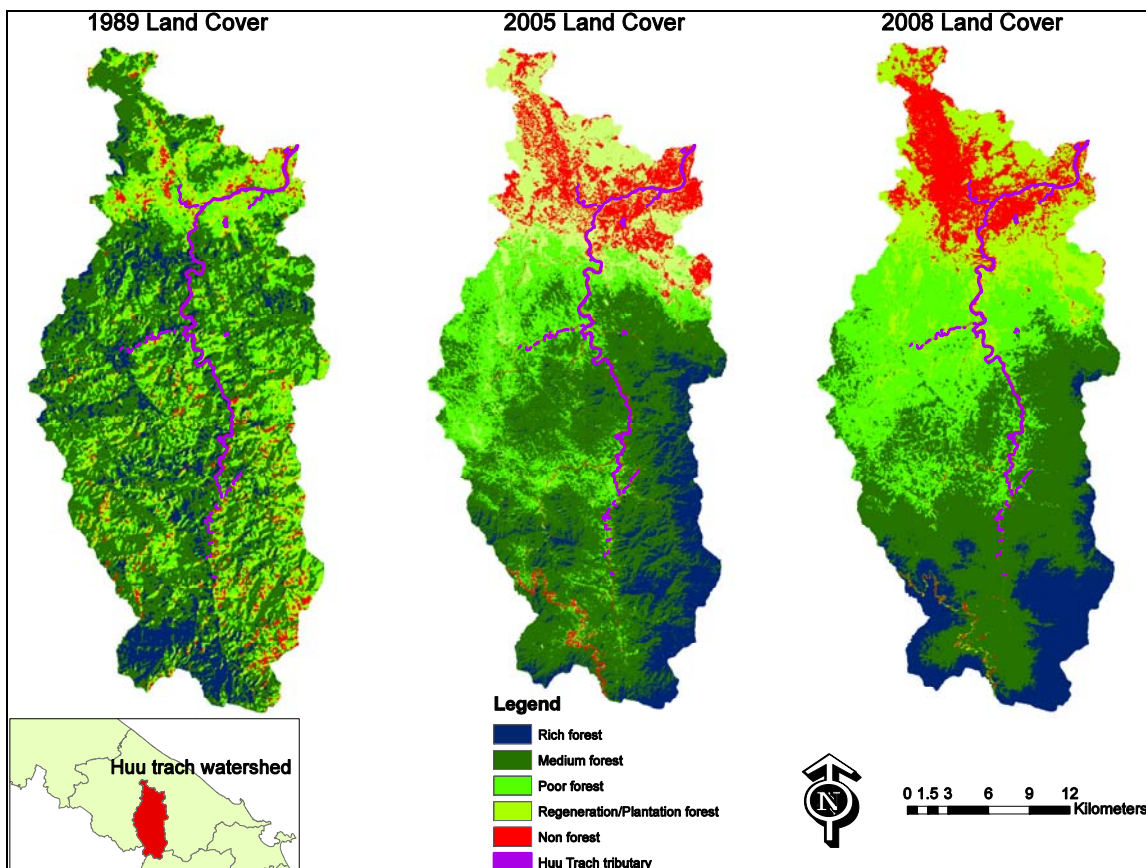 1989 Land Cover
2005 Land Cover
2008 Land Cover
Huu trach watershed
Legend
Rich forest
Medium forest
Poor forest
Regeneration/Plantation forest
Non forest
Huu Trach tributary
N
0 1.5 3 6 9 12
Kilometers